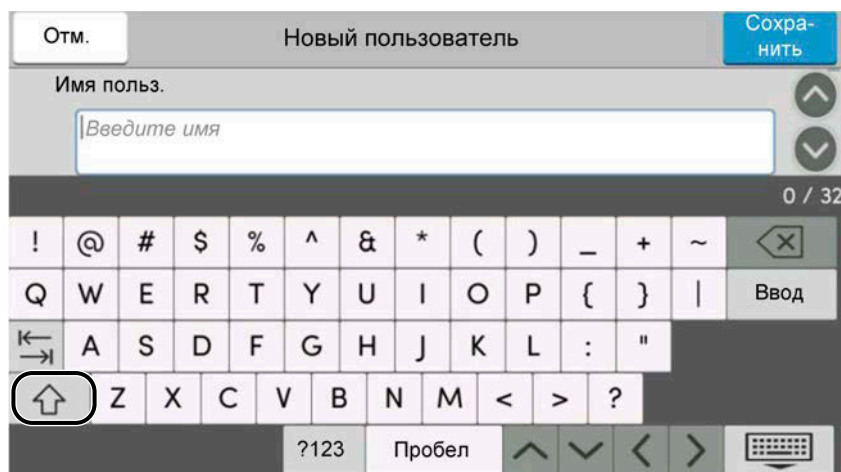 Отм.
Новый пользователь
Сохра-
нить
Имя польз.
Введите имя
0 / 32
! @ # $ % ^ & * ( ) _ + ~
Q W E R T Y U I O P { } | Ввод
A S D F G H J K L : "
Z X C V B N M < > ?
?123 Пробел